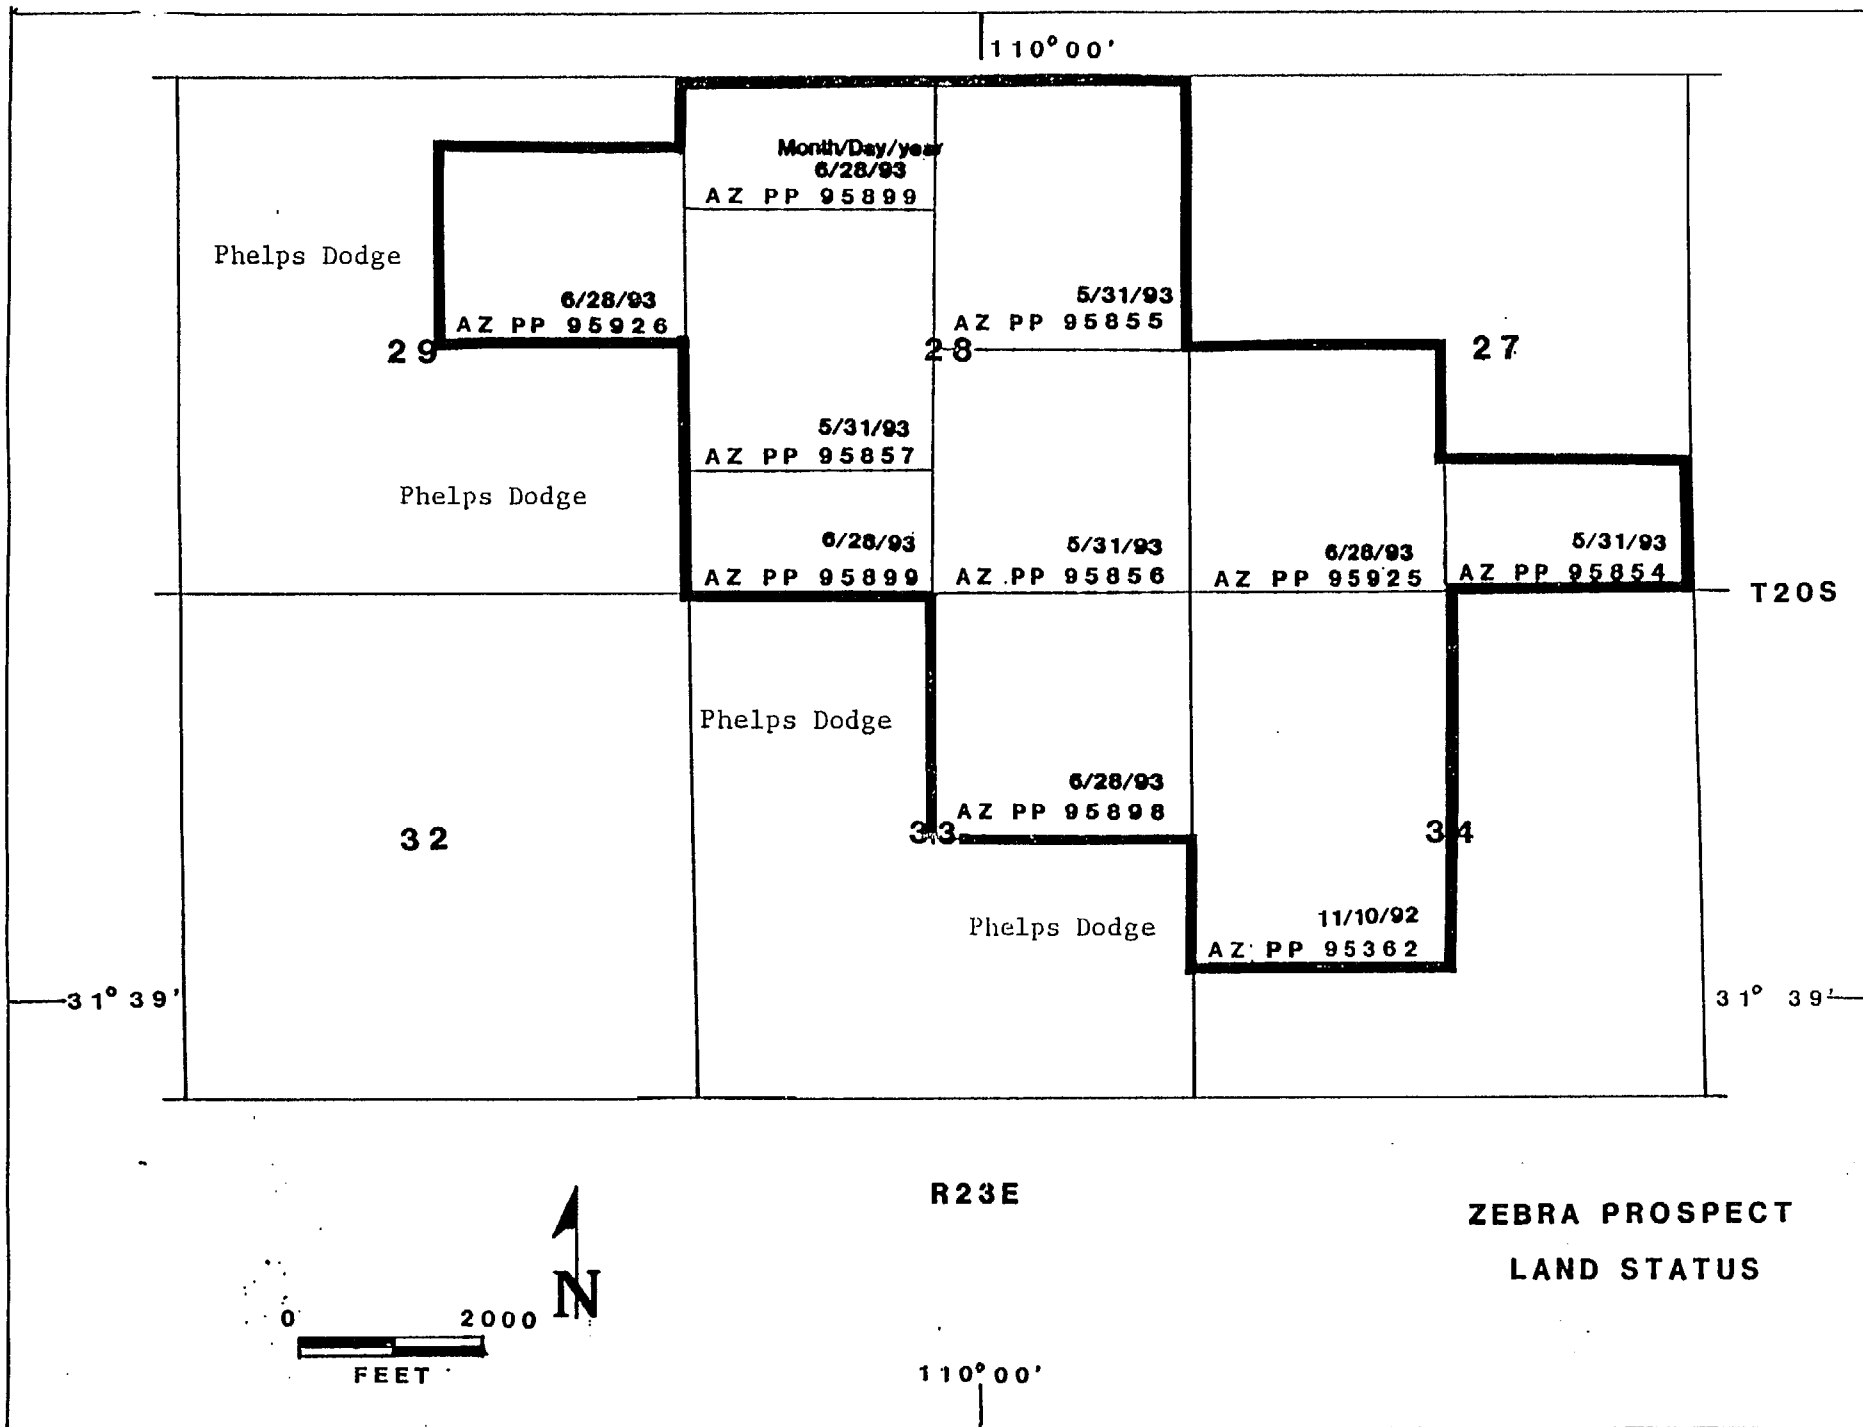 110°00'
Month/Day/year
6/28/93
AZ PP 95899
Phelps Dodge
6/28/93
AZ PP 95926
5/31/93
AZ PP 95855
29
28
27
5/31/93
AZ PP 95857
Phelps Dodge
6/28/93
AZ PP 95899
5/31/93
AZ PP 95856
6/28/93
AZ PP 95925
5/31/93
AZ PP 95854
T20S
Phelps Dodge
6/28/93
AZ PP 95898
32
33
34
Phelps Dodge
11/10/92
AZ PP 95362
31° 39'
31° 39'
R23E
ZEBRA PROSPECT
LAND STATUS
N
0 2000
FEET
110°00'